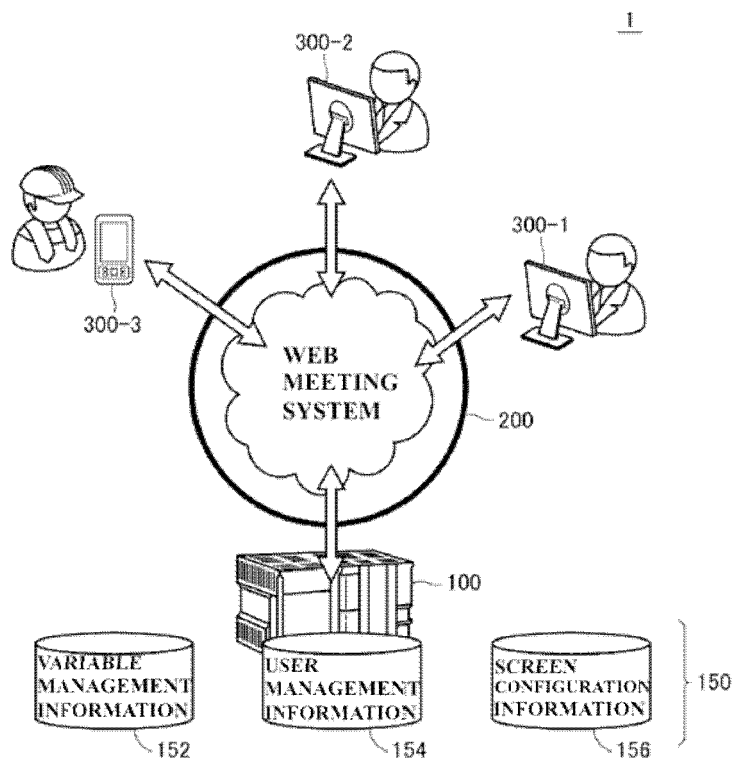 1
300-2
300-1
300-3
WEB
MEETING
SYSTEM
200
100
VARIABLE
MANAGEMENT
INFORMATION
USER
MANAGEMENT
INFORMATION
SCREEN
CONFIGURATION
INFORMATION
150
152
154
156